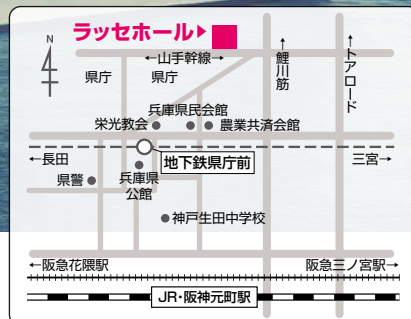 N
ラッセホール▶
←山手幹線→
県庁
県庁
←鯉川筋
←トアロード
兵庫県民会館
栄光教会
農業共済会館
←長田
地下鉄県庁前
三宮→
県警
兵庫県
公館
神戸生田中学校
←阪急花隈駅
阪急三ノ宮駅→
JR・阪神元町駅